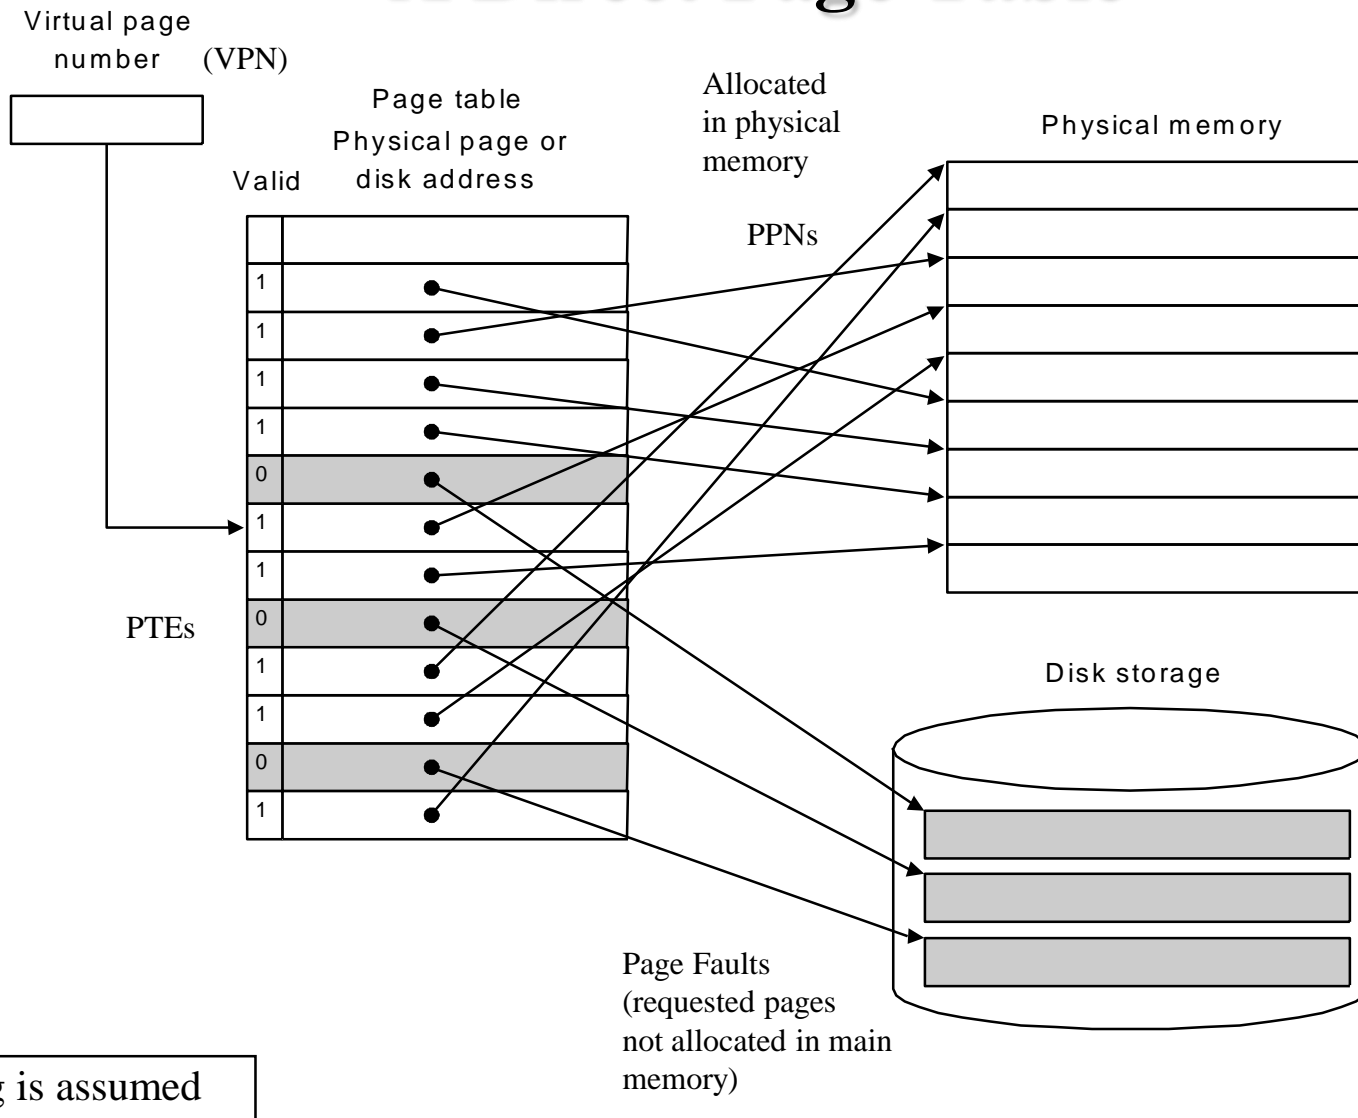 Page Table
Virtual page
number (VPN)
Page table
Physical page or
disk address
Valid
Allocated
in physical
memory
Physical memory
PPNs
1
1
1
1
0
1
1
0
1
1
0
1
PTEs
Disk storage
Page Faults
(requested pages
not allocated in main
memory)
is assumed